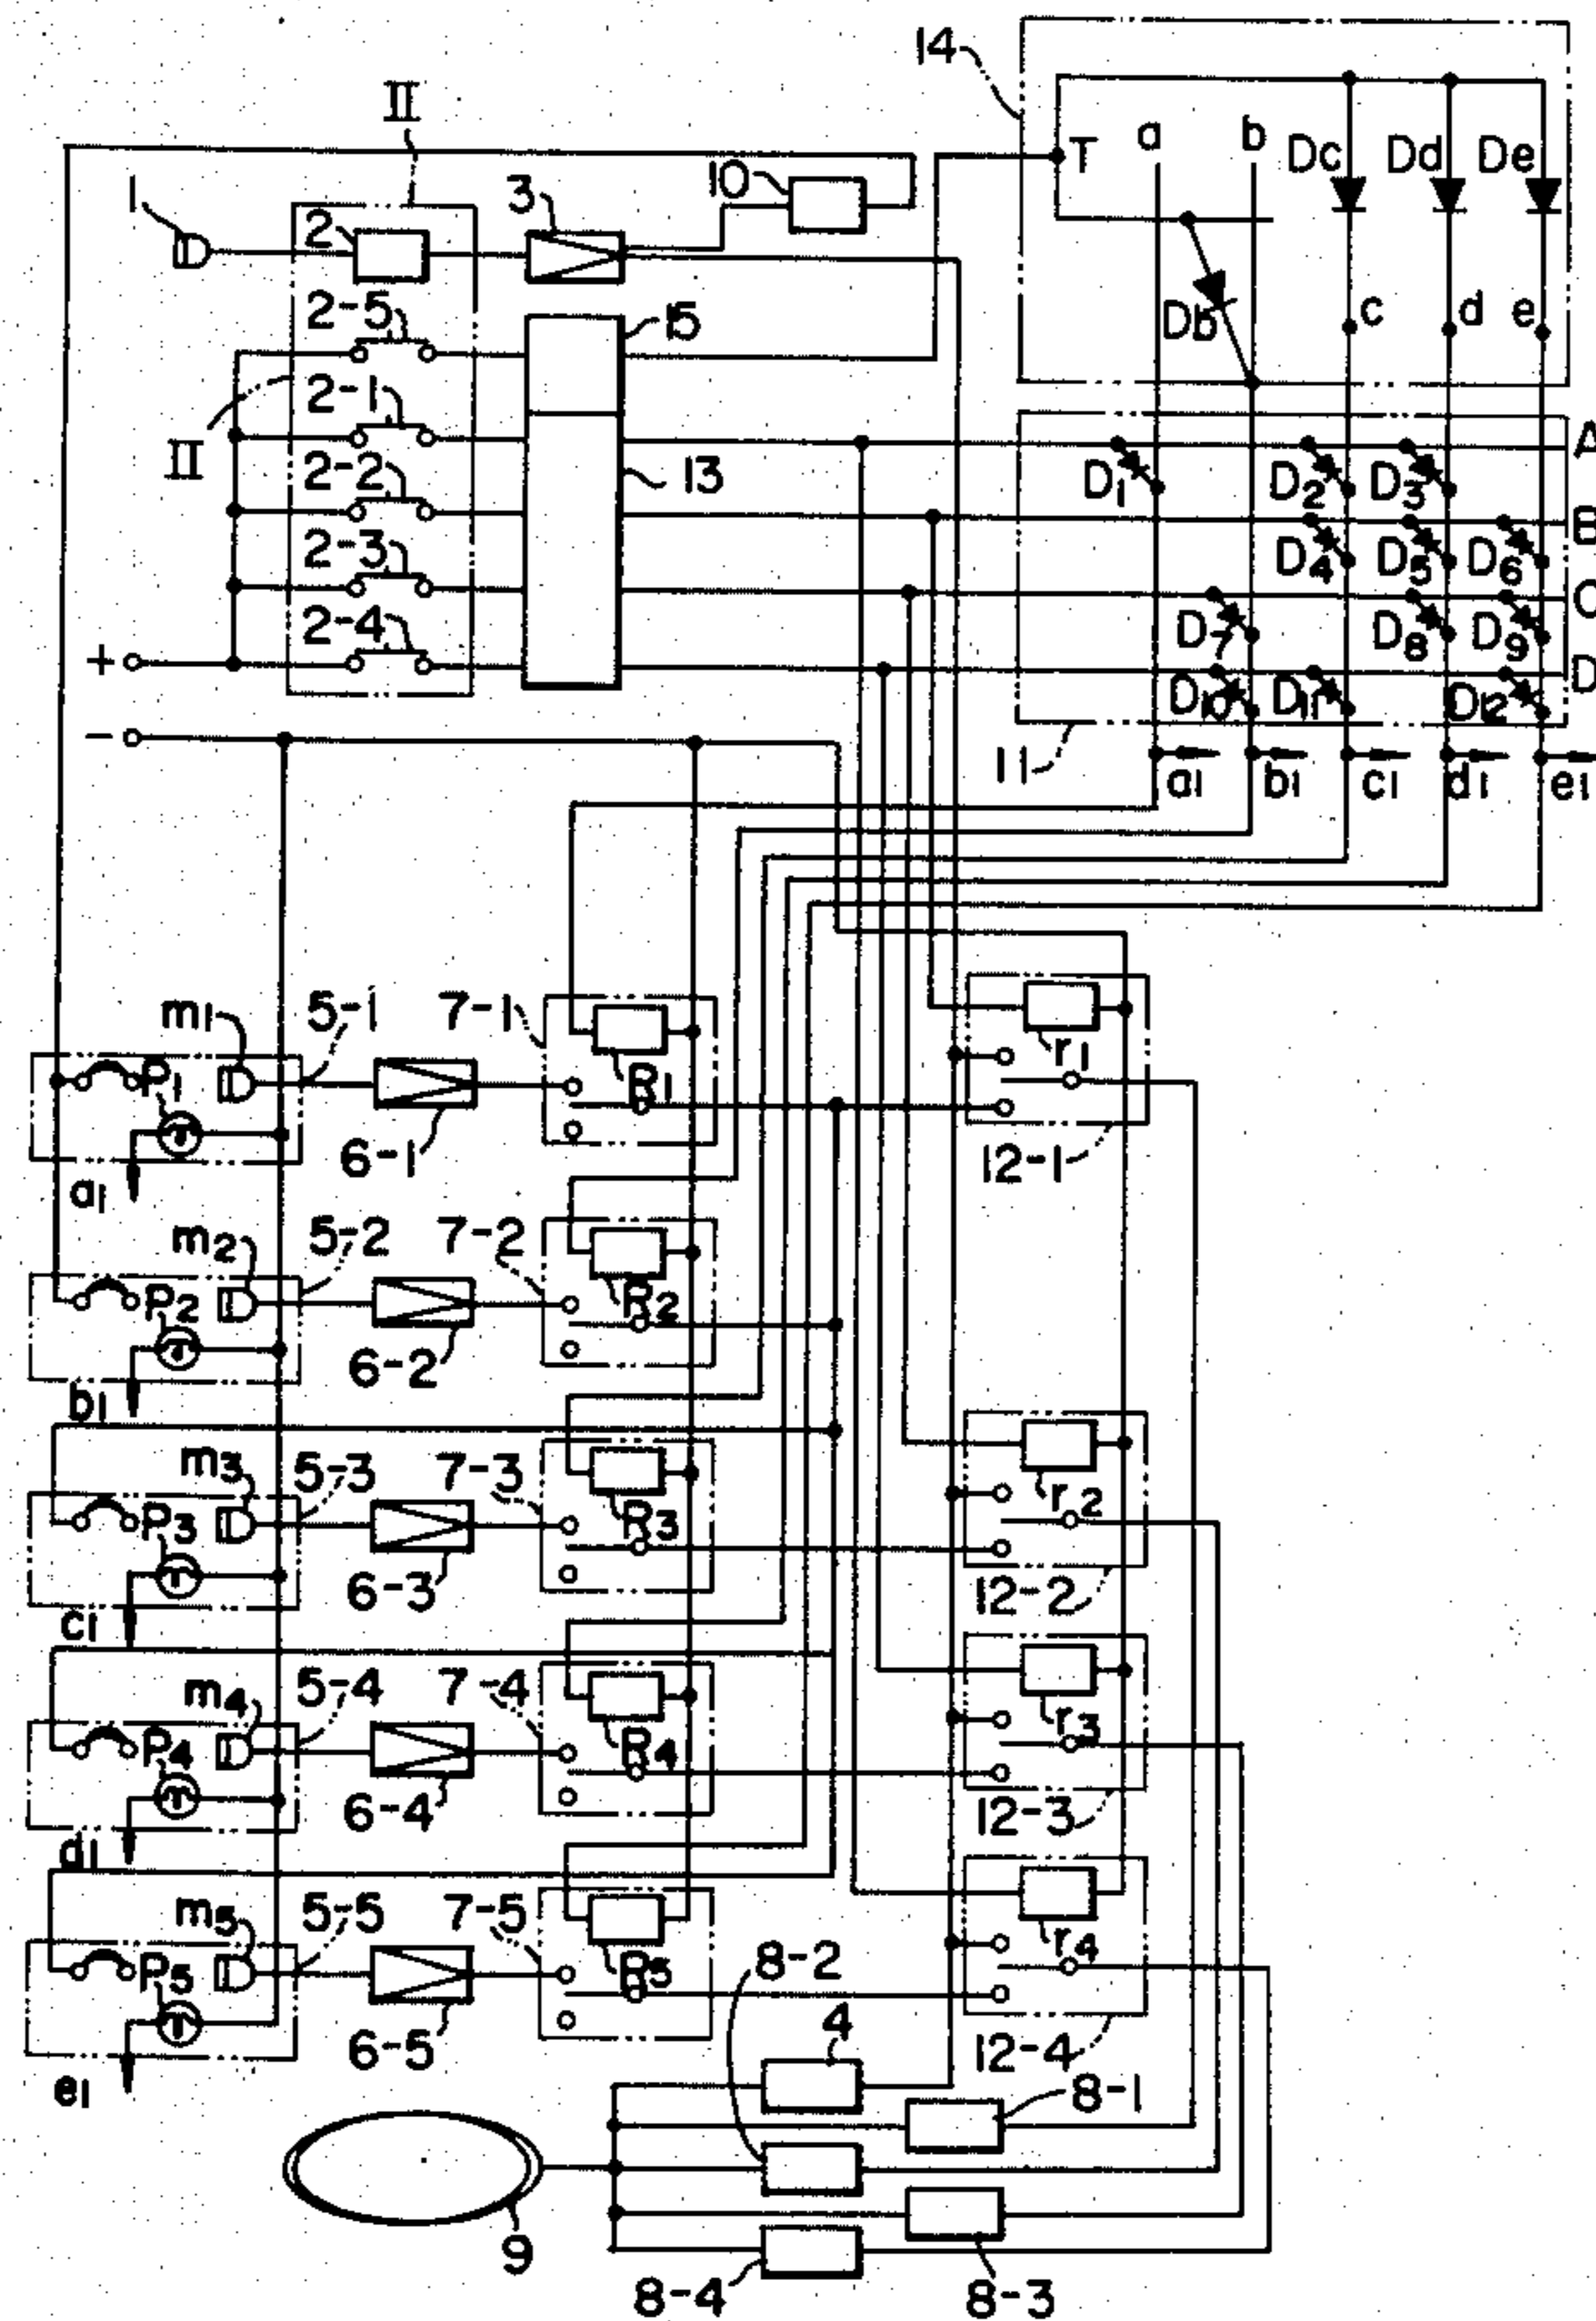 14
II
T a b Dc Dd De
1
2
3
10
Db c d e
2-5
15
2-1
II
A
2-2
13
D1 D2 D3
B
2-3
D4 D5 D6
C
2-4
D7 D8 D9
+
D
D10 D11 D12
−
11
a1 b1 c1 d1 e1
m1 5-1 7-1
P1 R1 r1
6-1 12-1
a1
m2 5-2 7-2
P2 R2
6-2
b1
m3 5-3 7-3
P3 R3 r2
6-3 12-2
c1
m4 5-4 7-4
P4 R4 r3
6-4 12-3
d1
m5 5-5 7-5
P5 R5 8-2 r4
6-5 4 12-4
e1
8-1
9
8-4 8-3